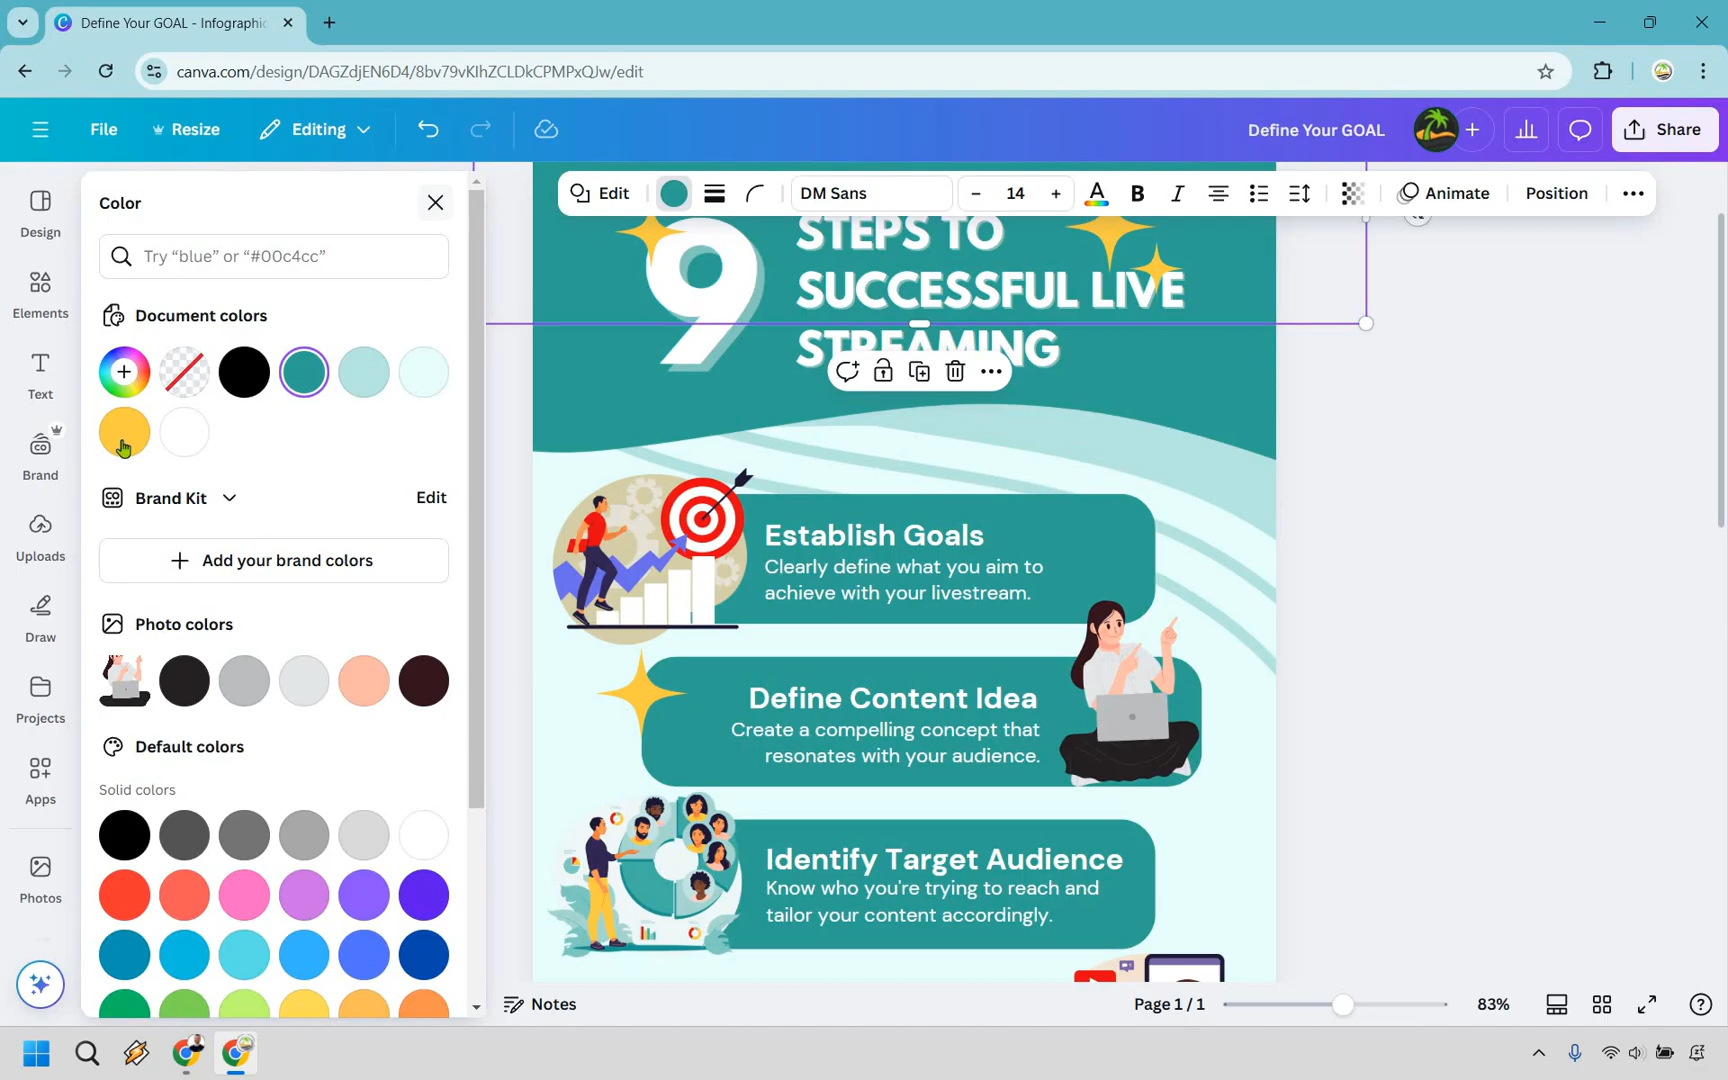 Define Your GOAL - Infographic
canva.com/design/DAGZdjEN6D4/8bv79vKIhZCLDkCPMPxQJw/edit
File
Resize
Editing
Define Your GOAL
Share
Design
Elements
Text
Brand
Uploads
Draw
Projects
Apps
Photos
Color
Try “blue” or “#00c4cc”
Document colors
Brand Kit
Edit
Add your brand colors
Photo colors
Default colors
Solid colors
Edit
DM Sans
14
B
Animate
Position
9
STEPS TO
SUCCESSFUL LIVE
STREAMING
Establish Goals
Clearly define what you aim to
achieve with your livestream.
Define Content Idea
Create a compelling concept that
resonates with your audience.
Identify Target Audience
Know who you're trying to reach and
tailor your content accordingly.
Notes
Page 1 / 1
83%